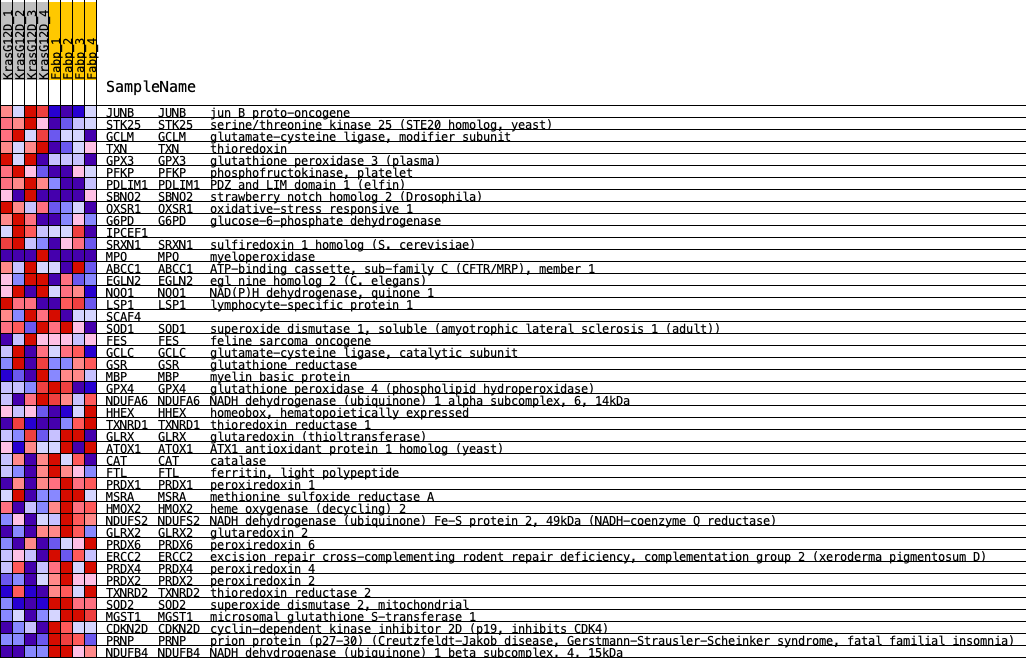 KrasG12D_1
KrasG12D_2
KrasG12D_3
KrasG12D_4
Fabp_1
Fabp_2
Fabp_3
Fabp_4
SampleName
JUNB JUNB jun B proto-oncogene
STK25 STK25 serine/threonine kinase 25 (STE20 homolog, yeast)
GCLM GCLM glutamate-cysteine ligase, modifier subunit
TXN TXN thioredoxin
GPX3 GPX3 glutathione peroxidase 3 (plasma)
PFKP PFKP phosphofructokinase, platelet
PDLIM1 PDLIM1 PDZ and LIM domain 1 (elfin)
SBNO2 SBNO2 strawberry notch homolog 2 (Drosophila)
OXSR1 OXSR1 oxidative-stress responsive 1
G6PD G6PD glucose-6-phosphate dehydrogenase
IPCEF1
SRXN1 SRXN1 sulfiredoxin 1 homolog (S. cerevisiae)
MPO MPO myeloperoxidase
ABCC1 ABCC1 ATP-binding cassette, sub-family C (CFTR/MRP), member 1
EGLN2 EGLN2 egl nine homolog 2 (C. elegans)
NQO1 NQO1 NAD(P)H dehydrogenase, quinone 1
LSP1 LSP1 lymphocyte-specific protein 1
SCAF4
SOD1 SOD1 superoxide dismutase 1, soluble (amyotrophic lateral sclerosis 1 (adult))
FES FES feline sarcoma oncogene
GCLC GCLC glutamate-cysteine ligase, catalytic subunit
GSR GSR glutathione reductase
MBP MBP myelin basic protein
GPX4 GPX4 glutathione peroxidase 4 (phospholipid hydroperoxidase)
NDUFA6 NDUFA6 NADH dehydrogenase (ubiquinone) 1 alpha subcomplex, 6, 14kDa
HHEX HHEX homeobox, hematopoietically expressed
TXNRD1 TXNRD1 thioredoxin reductase 1
GLRX GLRX glutaredoxin (thioltransferase)
ATOX1 ATOX1 ATX1 antioxidant protein 1 homolog (yeast)
CAT CAT catalase
FTL FTL ferritin, light polypeptide
PRDX1 PRDX1 peroxiredoxin 1
MSRA MSRA methionine sulfoxide reductase A
HMOX2 HMOX2 heme oxygenase (decycling) 2
NDUFS2 NDUFS2 NADH dehydrogenase (ubiquinone) Fe-S protein 2, 49kDa (NADH-coenzyme Q reductase)
GLRX2 GLRX2 glutaredoxin 2
PRDX6 PRDX6 peroxiredoxin 6
ERCC2 ERCC2 excision repair cross-complementing rodent repair deficiency, complementation group 2 (xeroderma pigmentosum D)
PRDX4 PRDX4 peroxiredoxin 4
PRDX2 PRDX2 peroxiredoxin 2
TXNRD2 TXNRD2 thioredoxin reductase 2
SOD2 SOD2 superoxide dismutase 2, mitochondrial
MGST1 MGST1 microsomal glutathione S-transferase 1
CDKN2D CDKN2D cyclin-dependent kinase inhibitor 2D (p19, inhibits CDK4)
PRNP PRNP prion protein (p27-30) (Creutzfeldt-Jakob disease, Gerstmann-Strausler-Scheinker syndrome, fatal familial insomnia)
NDUFB4 NDUFB4 NADH dehydrogenase (ubiquinone) 1 beta subcomplex, 4, 15kDa